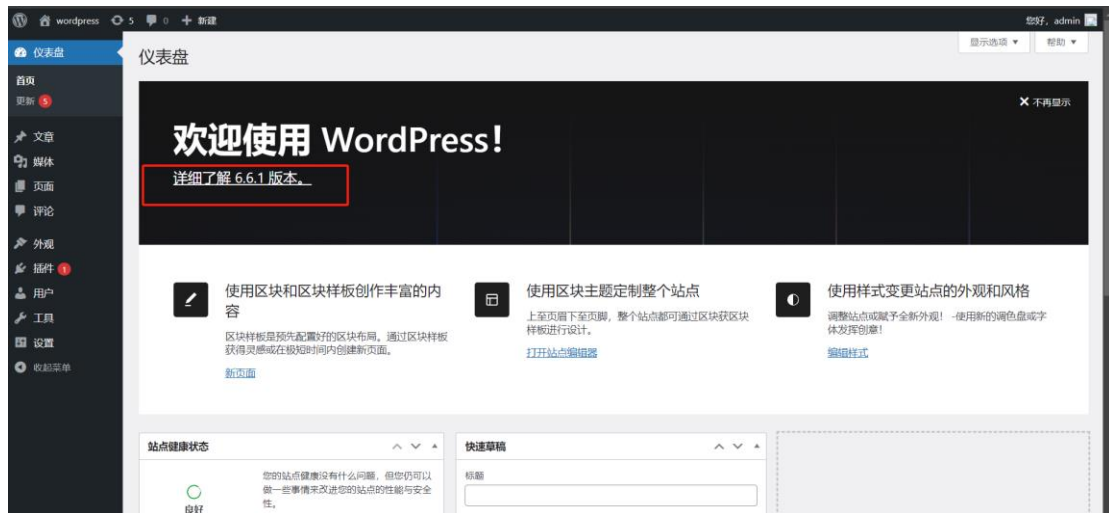 wordpress 5 0 新建 您好, admin
仪表盘
首页
更新 5
文章
媒体
页面
评论
外观
插件 1
用户
工具
设置
收起菜单
仪表盘
显示选项 帮助
不再显示
欢迎使用 WordPress!
详细了解 6.6.1 版本。
使用区块和区块样板创作丰富的内
容
区块样板是预先配置好的区块布局。通过区块样板
获得灵感或在极短时间内创建新页面。
新页面
使用区块主题定制整个站点
上至页眉下至页脚，整个站点都可通过区块获区块
样板进行设计。
打开站点编辑器
使用样式变更站点的外观和风格
调整站点或赋予全新外观！ -使用新的调色盘或字
体发挥创意！
编辑样式
站点健康状态
良好
您的站点健康没有什么问题，但您仍可以
做一些事情来改进您的站点的性能与安全
性。
快速草稿
标题